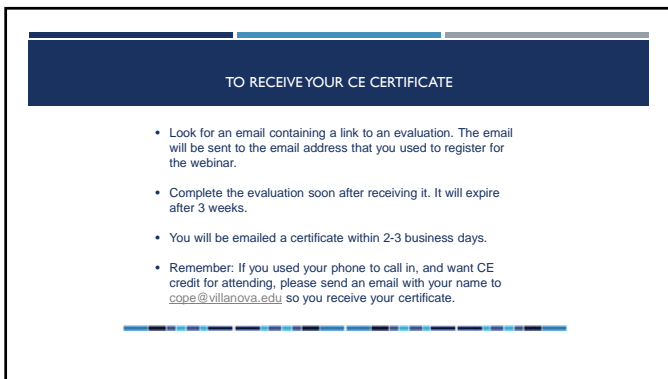 TO RECEIVE YOUR CE CERTIFICATE
• Look for an email containing a link to an evaluation. The email
will be sent to the email address that you used to register for
the webinar.
• Complete the evaluation soon after receiving it. It will expire
after 3 weeks.
• You will be emailed a certificate within 2-3 business days.
• Remember: If you used your phone to call in, and want CE
credit for attending, please send an email with your name to
cope@villanova.edu so you receive your certificate.